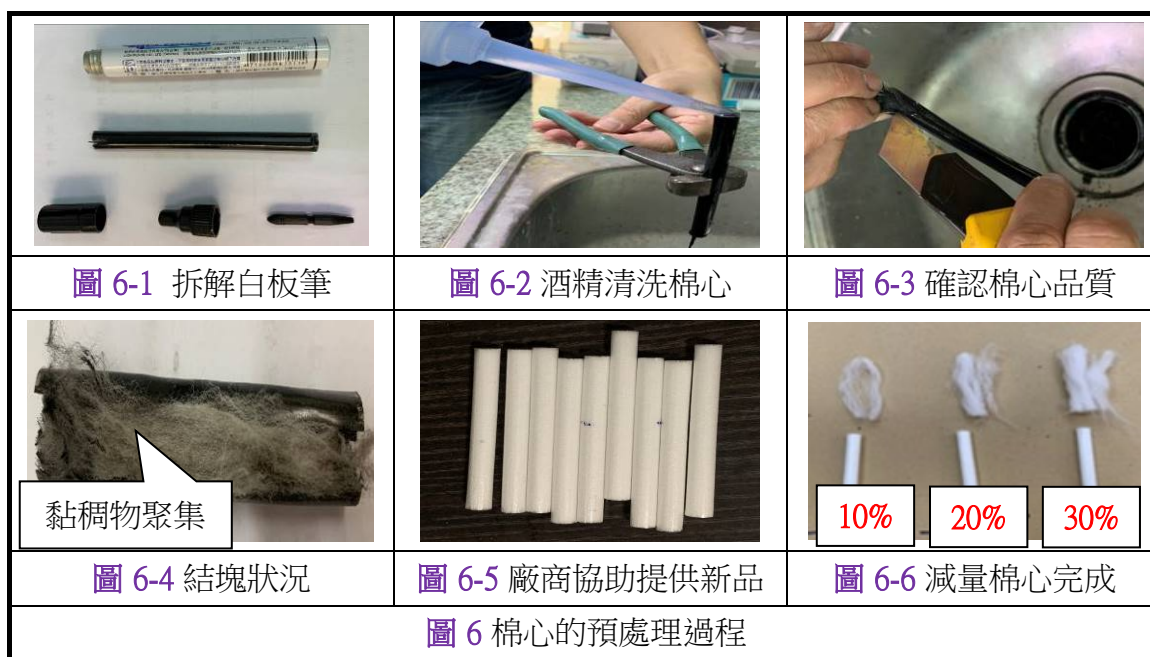 圖 6-1 拆解白板筆
圖 6-2 酒精清洗棉心
圖 6-3 確認棉心品質
黏稠物聚集
10%
20%
30%
圖 6-4 結塊狀況
圖 6-5 廠商協助提供新品
圖 6-6 減量棉心完成
圖 6 棉心的預處理過程